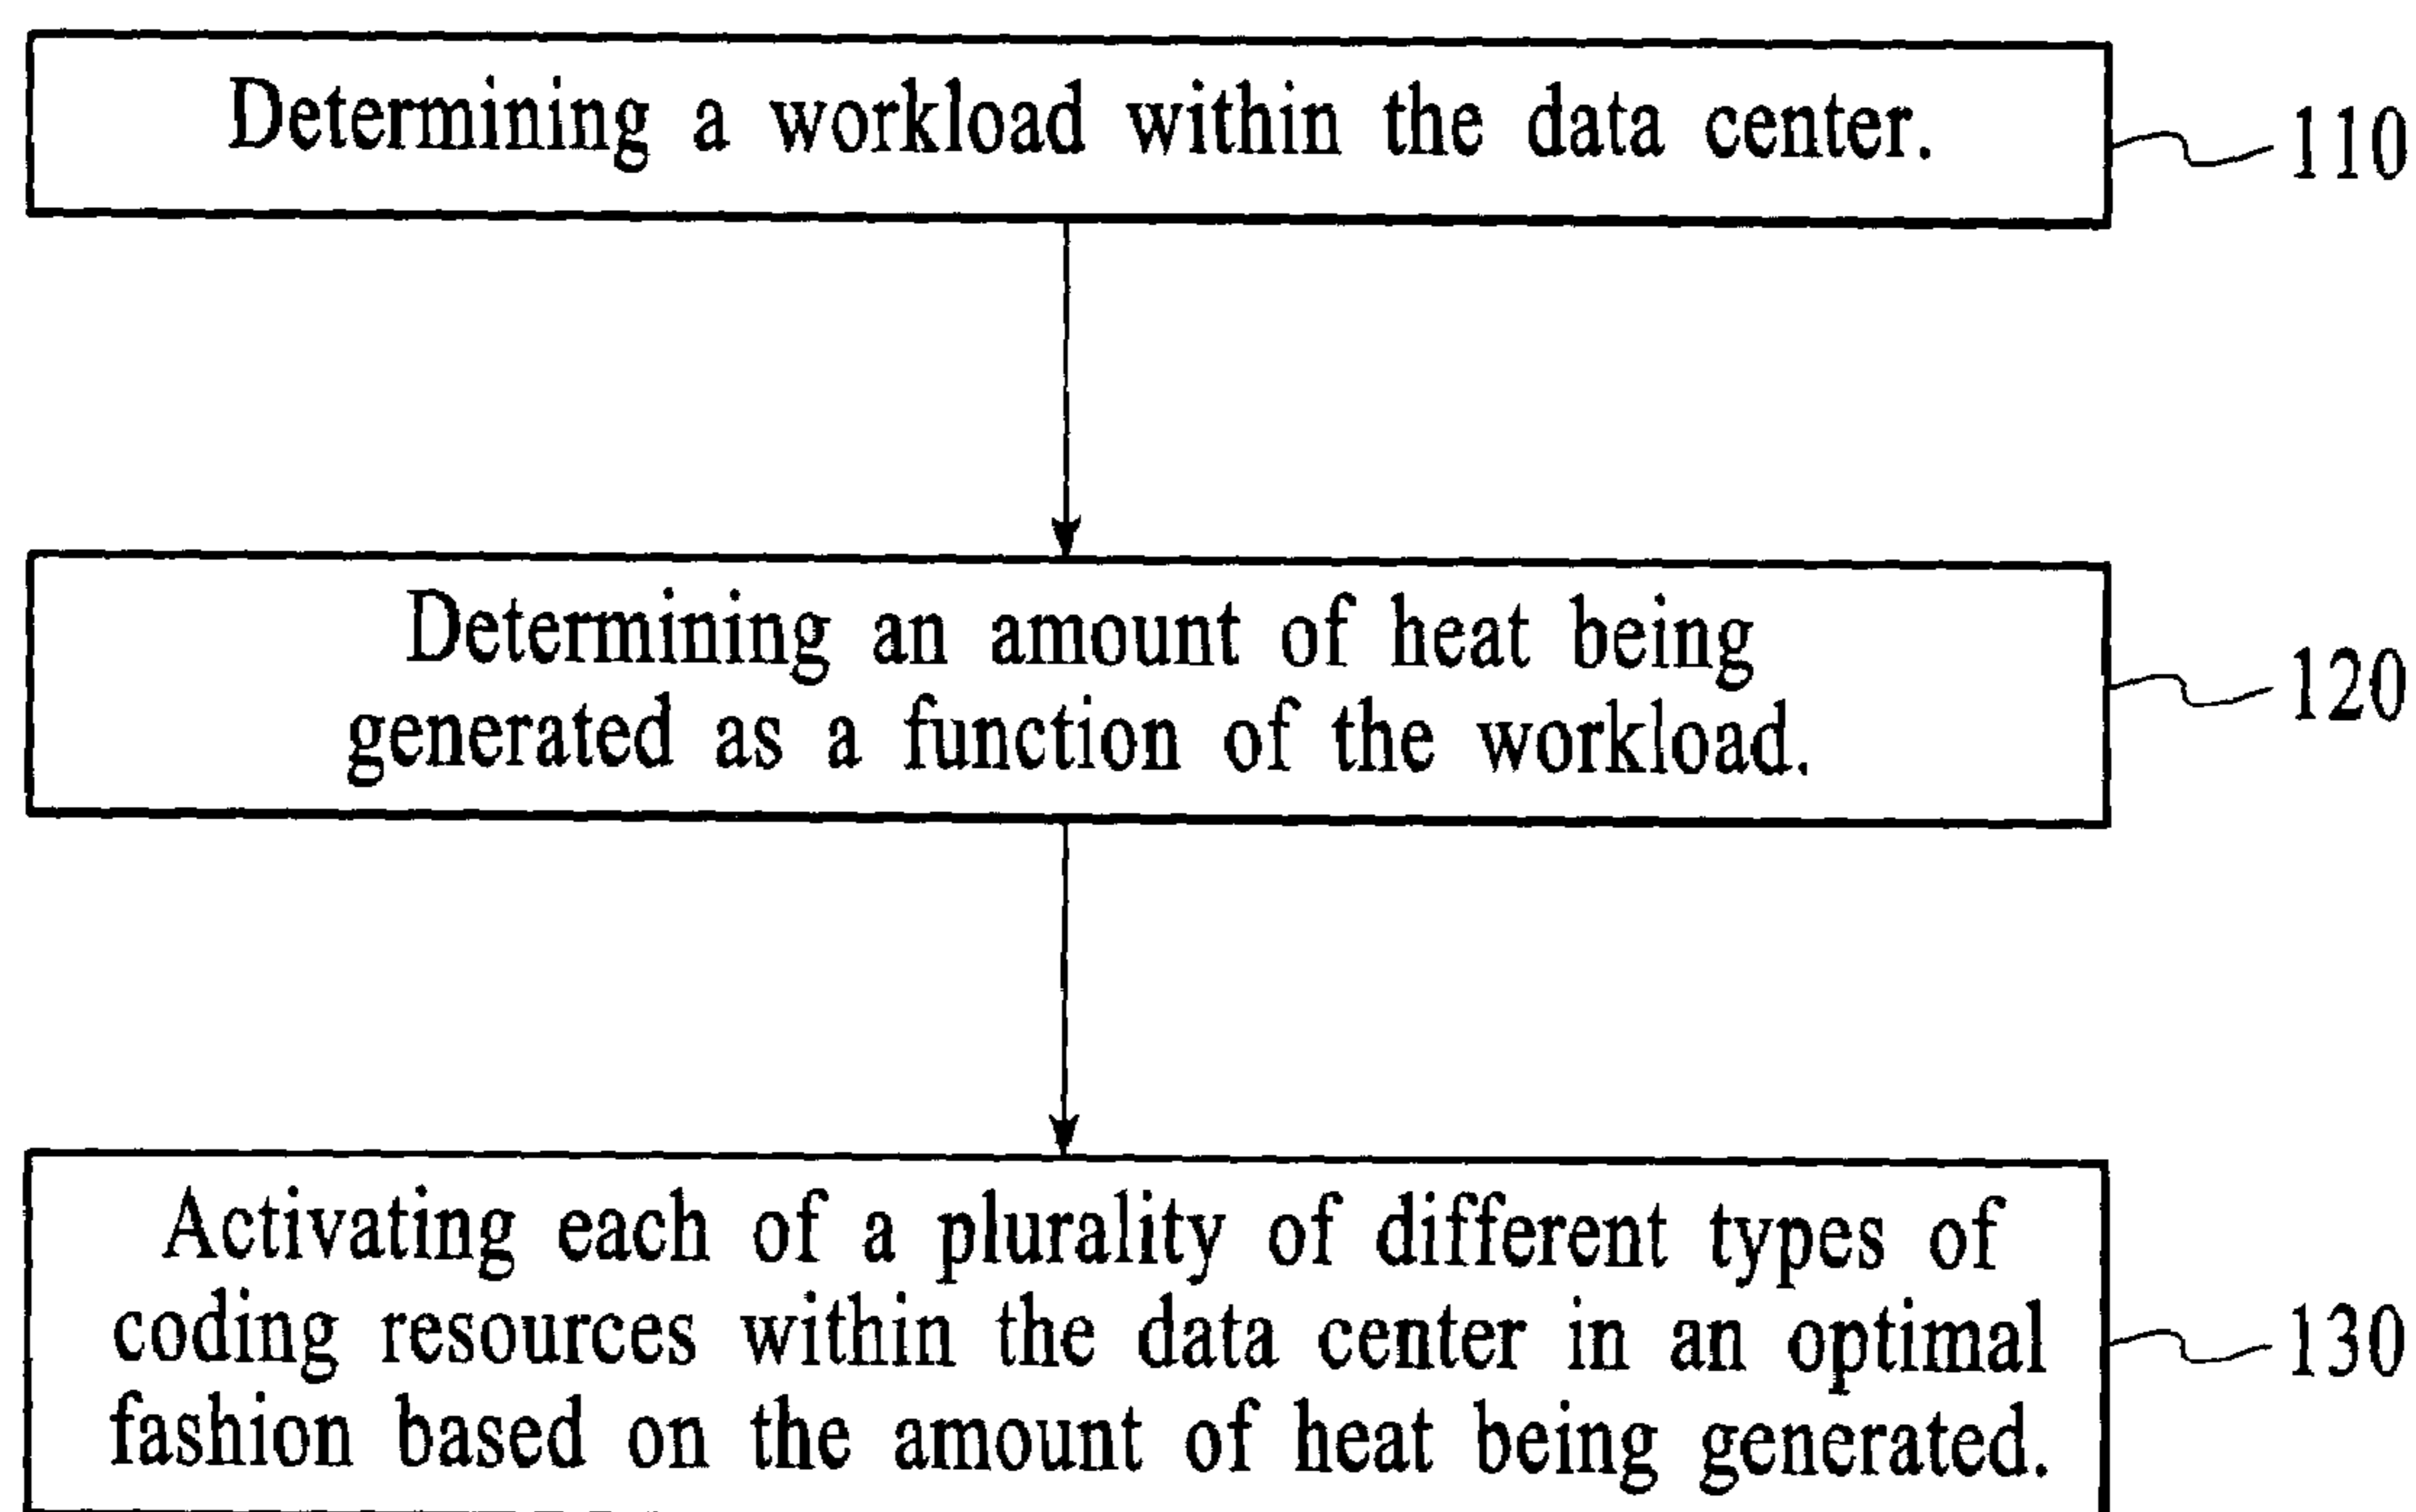 Determining a workload within the data center.
110
Determining an amount of heat being
generated as a function of the workload.
120
Activating each of a plurality of different types of
coding resources within the data center in an optimal
fashion based on the amount of heat being generated.
130